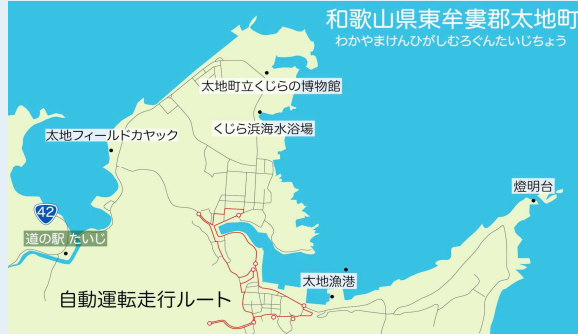 和歌山県東牟婁郡太地町
わかやまけんひがしむろぐんたいじちょう
太地町立くじらの博物館
くじら浜海水浴場
太地フィールドカヤック
燈明台
42
道の駅 たいじ
太地漁港
自動運転走行ルート